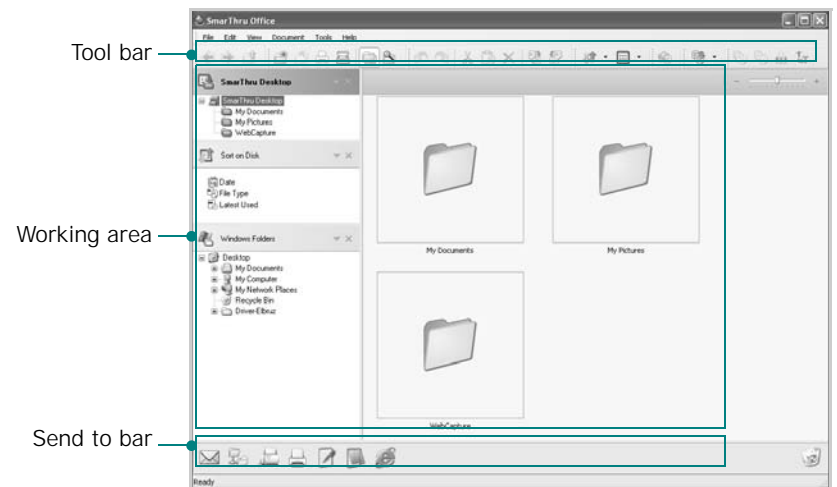 SmarThru Office
File Edit View Document Tools Help
Tool bar
SmarThru Desktop
SmarThru Desktop
My Documents
My Pictures
WebCapture
Sort on Disk
Date
File Type
Latest Used
Working area
Windows Folders
Desktop
My Documents
My Computer
My Network Places
Recycle Bin
Driver-Elbruz
My Documents
My Pictures
WebCapture
Send to bar
Ready